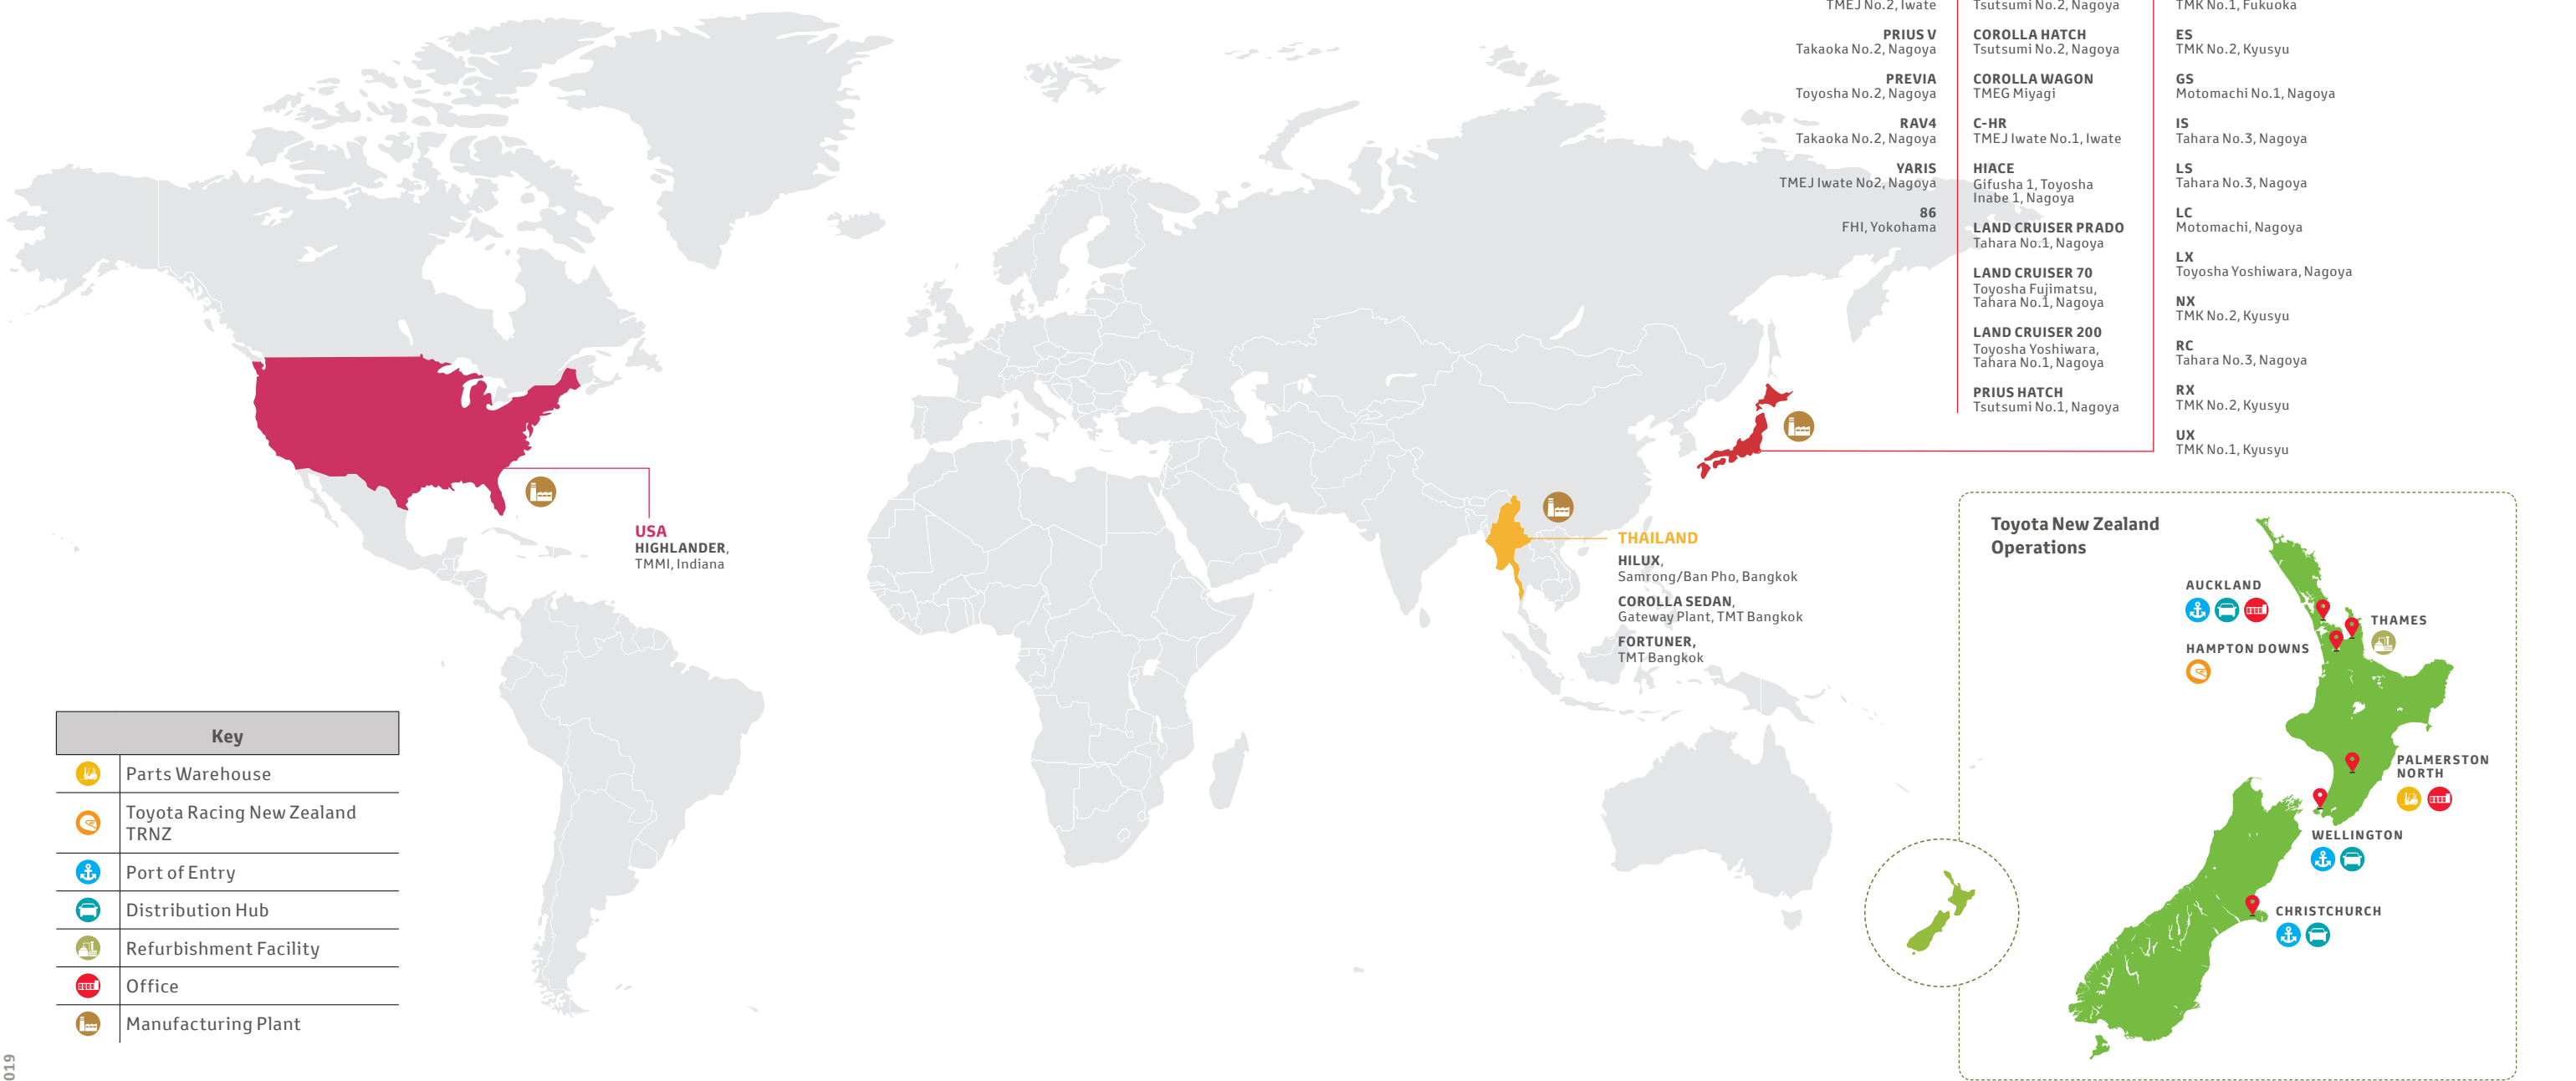 TMEJ No.2, Iwate
PRIUS V
Takaoka No.2, Nagoya
PREVIA
Toyosha No.2, Nagoya
RAV4
Takaoka No.2, Nagoya
YARIS
TMEJ Iwate No2, Nagoya
86
FHI, Yokohama
Tsutsumi No.2, Nagoya
COROLLA HATCH
Tsutsumi No.2, Nagoya
COROLLA WAGON
TMEG Miyagi
C-HR
TMEJ Iwate No.1, Iwate
HIACE
Gifusha 1, Toyosha
Inabe 1, Nagoya
LAND CRUISER PRADO
Tahara No.1, Nagoya
LAND CRUISER 70
Toyosha Fujimatsu,
Tahara No.1, Nagoya
LAND CRUISER 200
Toyosha Yoshiwara,
Tahara No.1, Nagoya
PRIUS HATCH
Tsutsumi No.1, Nagoya
TMK No.1, Fukuoka
ES
TMK No.2, Kyusyu
GS
Motomachi No.1, Nagoya
IS
Tahara No.3, Nagoya
LS
Tahara No.3, Nagoya
LC
Motomachi, Nagoya
LX
Toyosha Yoshiwara, Nagoya
NX
TMK No.2, Kyusyu
RC
Tahara No.3, Nagoya
RX
TMK No.2, Kyusyu
UX
TMK No.1, Kyusyu
USA
HIGHLANDER,
TMMI, Indiana
THAILAND
HILUX,
Samrong/Ban Pho, Bangkok
COROLLA SEDAN,
Gateway Plant, TMT Bangkok
FORTUNER,
TMT Bangkok
Toyota New Zealand
Operations
AUCKLAND
THAMES
HAMPTON DOWNS
PALMERSTON
NORTH
WELLINGTON
CHRISTCHURCH
Key
Parts Warehouse
Toyota Racing New Zealand
TRNZ
Port of Entry
Distribution Hub
Refurbishment Facility
Office
Manufacturing Plant
019